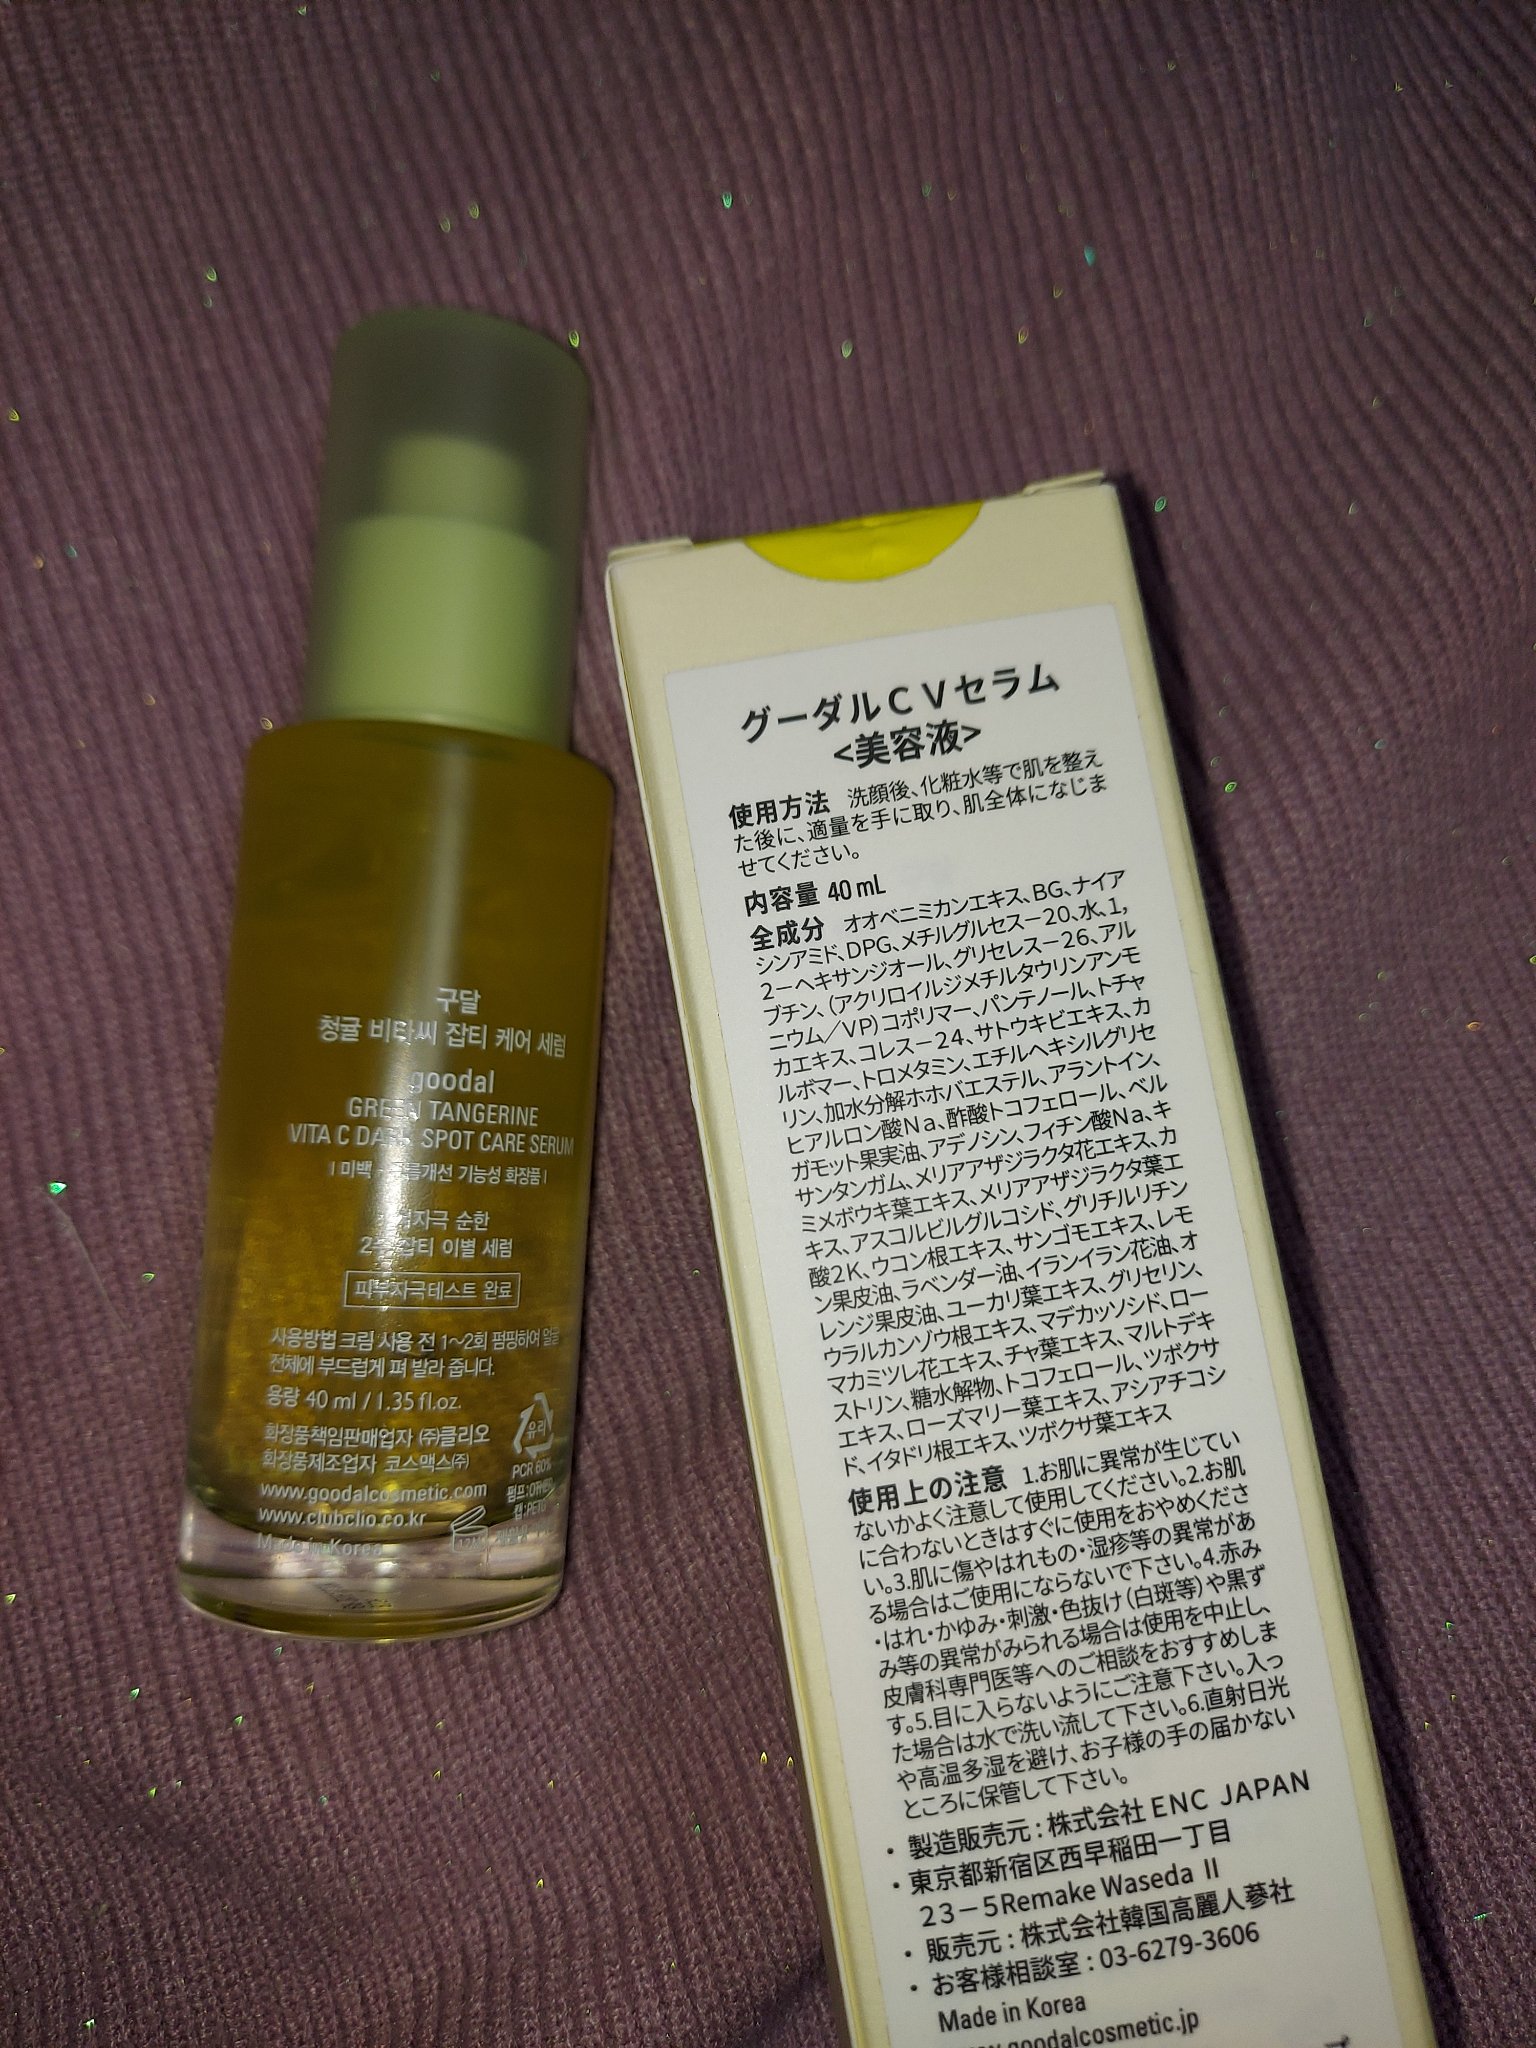 구달
청귤 비타씨 잡티 케어 세럼
goodal
GREEN TANGERINE
VITA C DARK SPOT CARE SERUM
개선 기능성 화장품
순한
잡티 이별 세럼
피부자극테스트 완료
사용방법 크림 사용 전 1~2회 펌핑하여 얼굴
전체에 부드럽게 펴 발라 줍니다.
용량 40 ml / 1.35 fl.oz.
화장품책임판매업자 ㈜클리오
화장품제조업자 코스맥스㈜
www.goodalcosmetic.com
www.clubclio.co.kr
Made in Korea
유리
PCR 60%
12M
グーダルＣＶセラム
<美容液>
使用方法 洗顔後、化粧水等で肌を整え
た後に、適量を手に取り、肌全体になじま
せてください。
内容量 40 mL
全成分 オオベニミカンエキス、BG、ナイア
シンアミド、DPG、メチルグルセスー20、水、1,
2－ヘキサンジオール、グリセレスー26、アル
ブチン、(アクリロイルジメチルタウリンアンモ
ニウム／VP)コポリマー、パンテノール、トチャ
カエキス、コレスー24、サトウキビエキス、カ
ルボマー、トロメタミン、エチルヘキシルグリセ
リン、加水分解ホホバエステル、アラントイン、
ヒアルロン酸Na、酢酸トコフェロール、ベル
ガモット果実油、アデノシン、フィチン酸Na、キ
サンタンガム、メリアアザジラクタ花エキス、カ
ミメボウキ葉エキス、メリアアザジラクタ葉エ
キス、アスコルビルグルコシド、グリチルリチン
酸2K、ウコン根エキス、サンゴモエキス、レモ
ン果皮油、ラベンダー油、イランイラン花油、オ
レンジ果皮油、ユーカリ葉エキス、グリセリン、
ウラルカンゾウ根エキス、マデカッソシド、ロー
マカミツレ花エキス、チャ葉エキス、マルトデキ
ストリン、糖水解物、トコフェロール、ツボクサ
エキス、ローズマリー葉エキス、アシアチコシ
ド、イタドリ根エキス、ツボクサ葉エキス
使用上の注意 1.お肌に異常が生じてい
ないかよく注意して使用してください。2.お肌
に合わないときはすぐに使用をおやめくださ
い。3.肌に傷やはれもの・湿疹等の異常があ
る場合はご使用にならないで下さい。4.赤み
・はれ・かゆみ・刺激・色抜け(白斑等)や黒ず
み等の異常がみられる場合は使用を中止し、
皮膚科専門医等へのご相談をおすすめしま
す。5.目に入らないようにご注意下さい。入っ
た場合は水で洗い流して下さい。6.直射日光
や高温多湿を避け、お子様の手の届かない
ところに保管して下さい。
・製造販売元：株式会社 ENC JAPAN
・東京都新宿区西早稲田一丁目
23－5Remake Waseda II
・販売元：株式会社韓国高麗人蔘社
・お客様相談室：03-6279-3606
Made in Korea
www.goodalcosmetic.jp